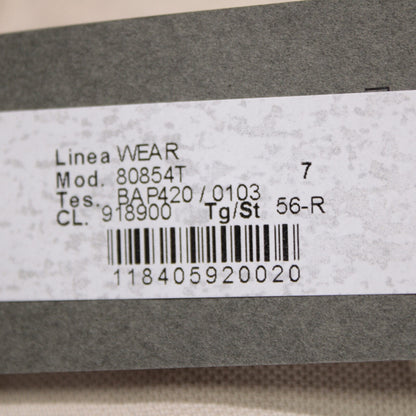 Linea WEAR
Mod. 80854T 7
Tes. BAP420 / 0103
CL. 918900 Tg/St 56-R
118405920020